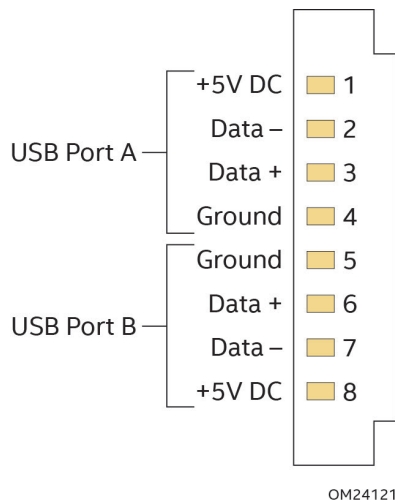 +5V DC 1
Data – 2
USB Port A
Data + 3
Ground 4
Ground 5
Data + 6
USB Port B
Data – 7
+5V DC 8
OM24121